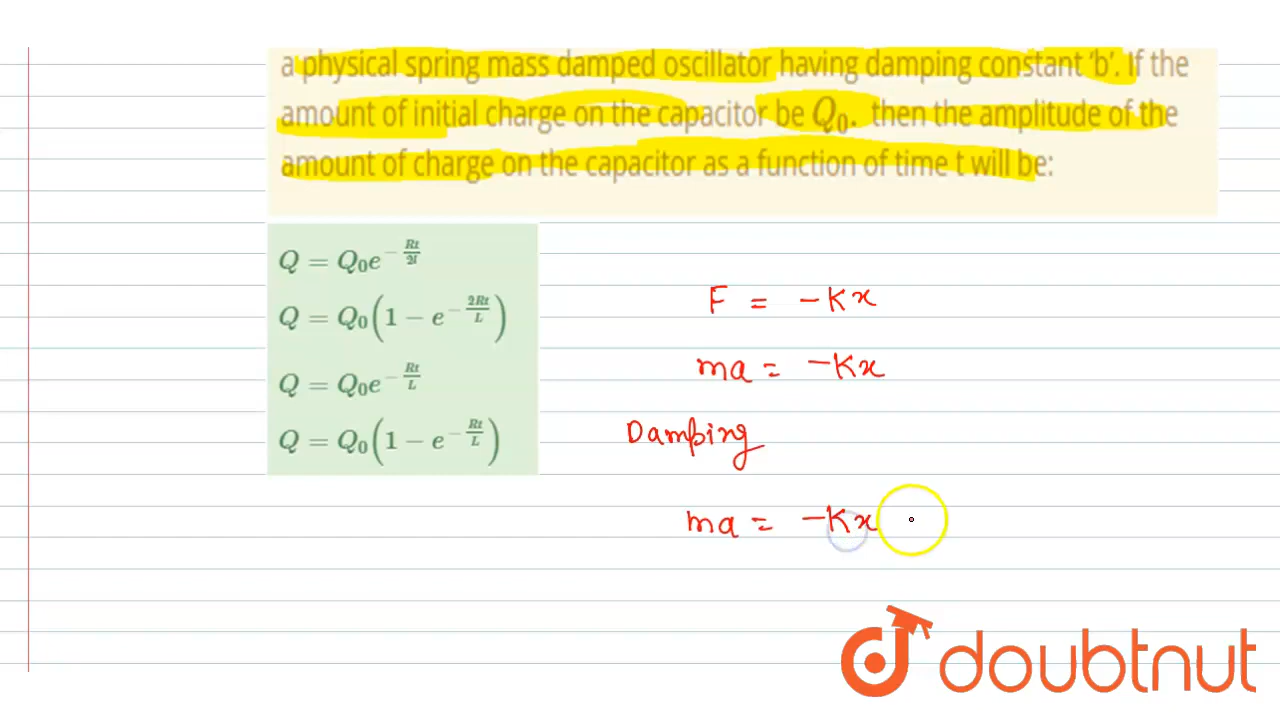 a physical spring mass damped oscillator having damping constant ‘b’. If the
amount of initial charge on the capacitor be Q₀. then the amplitude of the
amount of charge on the capacitor as a function of time t will be:
Q = Q₀e^(-Rt/2l)
Q = Q₀(1 − e^(-2Rt/L))
Q = Q₀e^(-Rt/L)
Q = Q₀(1 − e^(-Rt/L))
F = -Kx
ma = -Kx
Damping
ma = -Kx
doubtnut